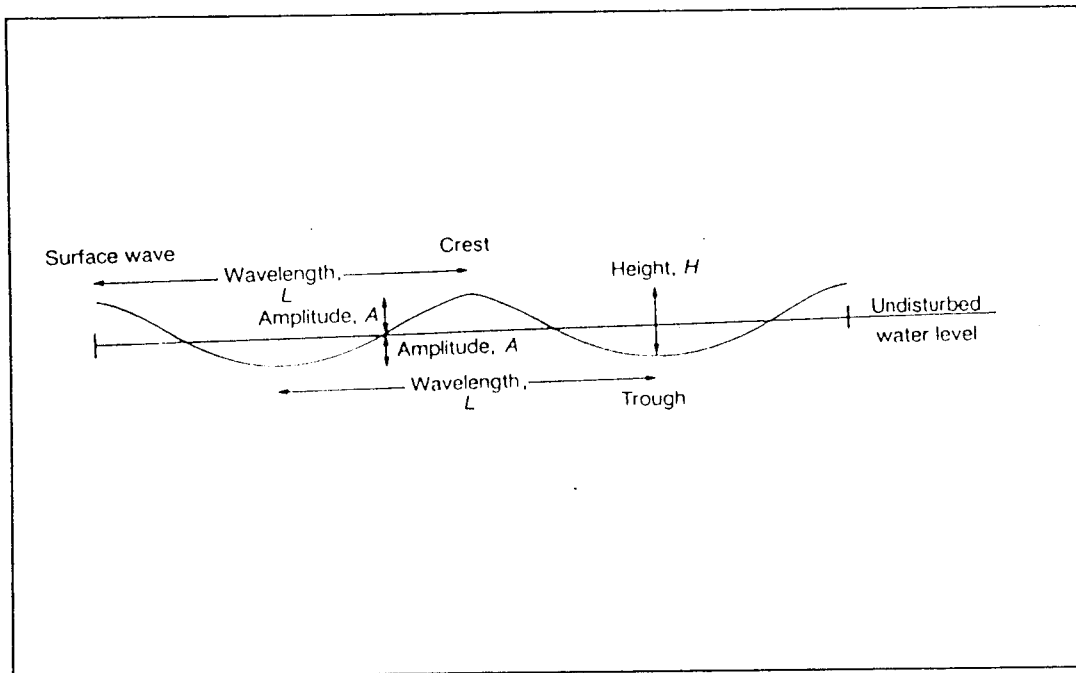 Surface wave
Crest
Wavelength,
L
Height, H
Amplitude, A
Undisturbed
water level
Amplitude, A
Wavelength,
L
Trough